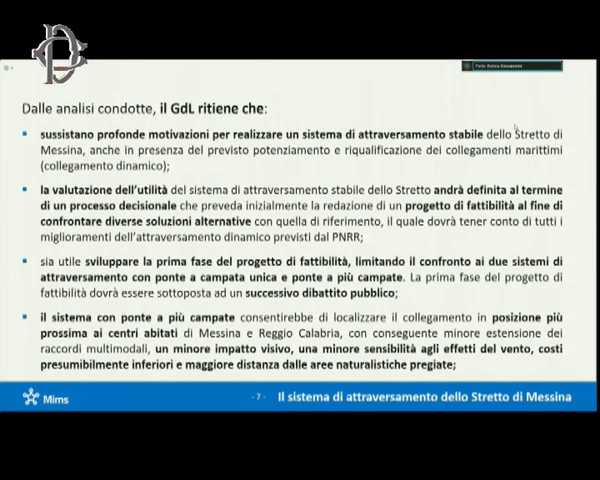 Dalle analisi condotte, il GdL ritiene che:
sussistano profonde motivazioni per realizzare un sistema di attraversamento stabile dello Stretto di
Messina, anche in presenza del previsto potenziamento e riqualificazione dei collegamenti marittimi
(collegamento dinamico);
la valutazione dell'utilità del sistema di attraversamento stabile dello Stretto andrà definita al termine
di un processo decisionale che preveda inizialmente la redazione di un progetto di fattibilità al fine di
confrontare diverse soluzioni alternative con quella di riferimento, il quale dovrà tener conto di tutti i
miglioramenti dell'attraversamento dinamico previsti dal PNRR;
sia utile sviluppare la prima fase del progetto di fattibilità, limitando il confronto ai due sistemi di
attraversamento con ponte a campata unica e ponte a più campate. La prima fase del progetto di
fattibilità dovrà essere sottoposta ad un successivo dibattito pubblico;
il sistema con ponte a più campate consentirebbe di localizzare il collegamento in posizione più
prossima ai centri abitati di Messina e Reggio Calabria, con conseguente minore estensione dei
raccordi multimodali, un minore impatto visivo, una minore sensibilità agli effetti del vento, costi
presumibilmente inferiori e maggiore distanza dalle aree naturalistiche pregiate;
Mims
- 7 -
Il sistema di attraversamento dello Stretto di Messina